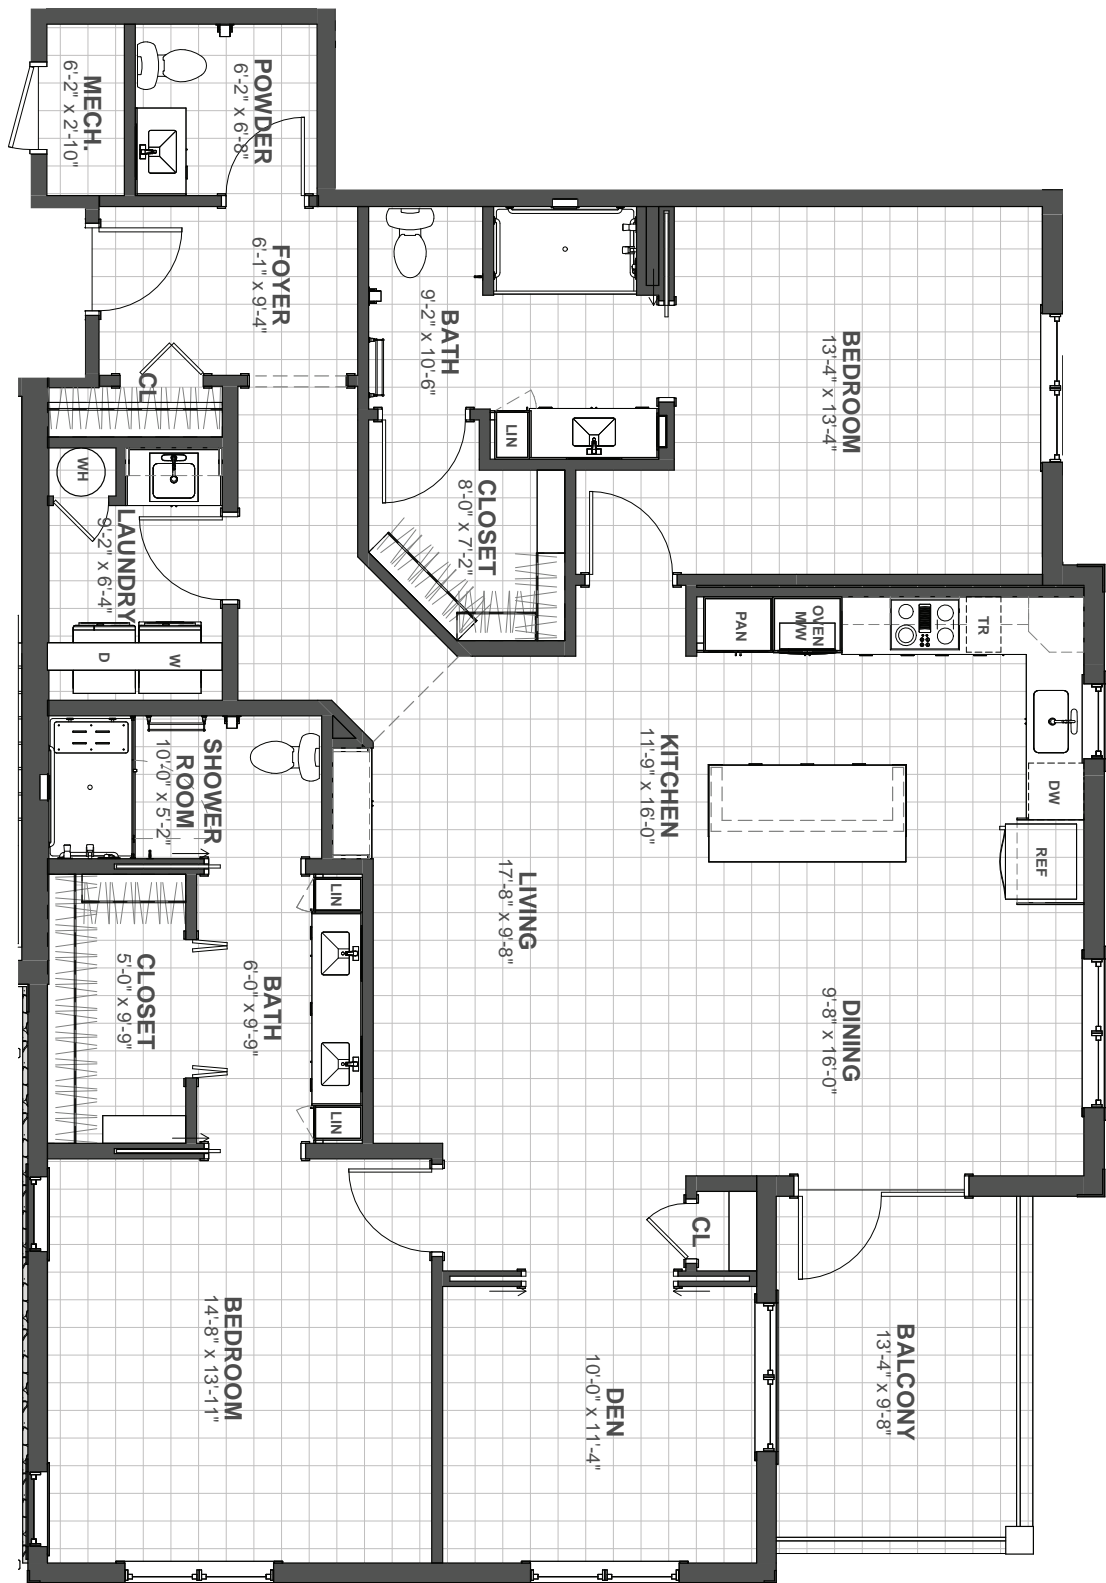 MECH.
6'-2" x 2'-10"
POWDER
6'-2" x 6'-8"
FOYER
6'-1" x 9'-4"
CL
BATH
9'-2" x 10'-6"
LIN
BEDROOM
13'-4" x 13'-4"
CLOSET
8'-0" x 7'-2"
WH
LAUNDRY
9'-2" x 6'-4"
D
W
PAN
OVEN
M/W
TR
DW
REF
KITCHEN
11'-9" x 16'-0"
SHOWER
ROOM
10'-0" x 5'-2"
LIN
LIVING
17'-8" x 9'-8"
DINING
9'-8" x 16'-0"
CLOSET
5'-0" x 9'-9"
BATH
6'-0" x 9'-9"
LIN
CL
BEDROOM
14'-8" x 13'-11"
DEN
10'-0" x 11'-4"
BALCONY
13'-4" x 9'-8"